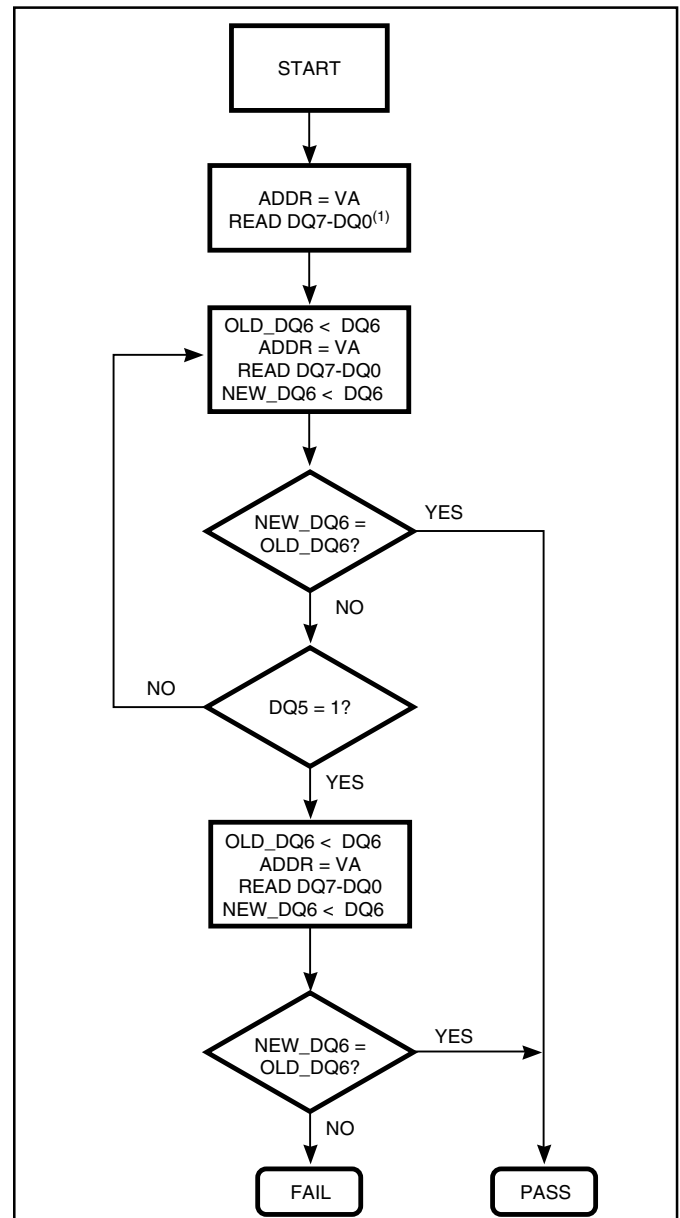 START
ADDR = VA
READ DQ7-DQ0(1)
OLD_DQ6 < DQ6
ADDR = VA
READ DQ7-DQ0
NEW_DQ6 < DQ6
NEW_DQ6 =
OLD_DQ6?
YES
NO
DQ5 = 1?
NO
YES
OLD_DQ6 < DQ6
ADDR = VA
READ DQ7-DQ0
NEW_DQ6 < DQ6
NEW_DQ6 =
OLD_DQ6?
YES
NO
FAIL
PASS